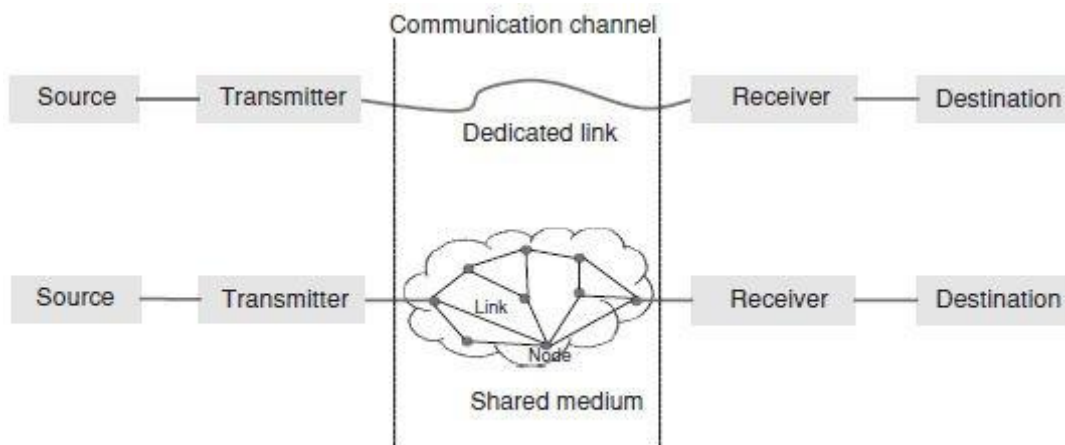 Communication channel
Source
Transmitter
Receiver
Destination
Dedicated link
Source
Transmitter
Link
Node
Receiver
Destination
Shared medium